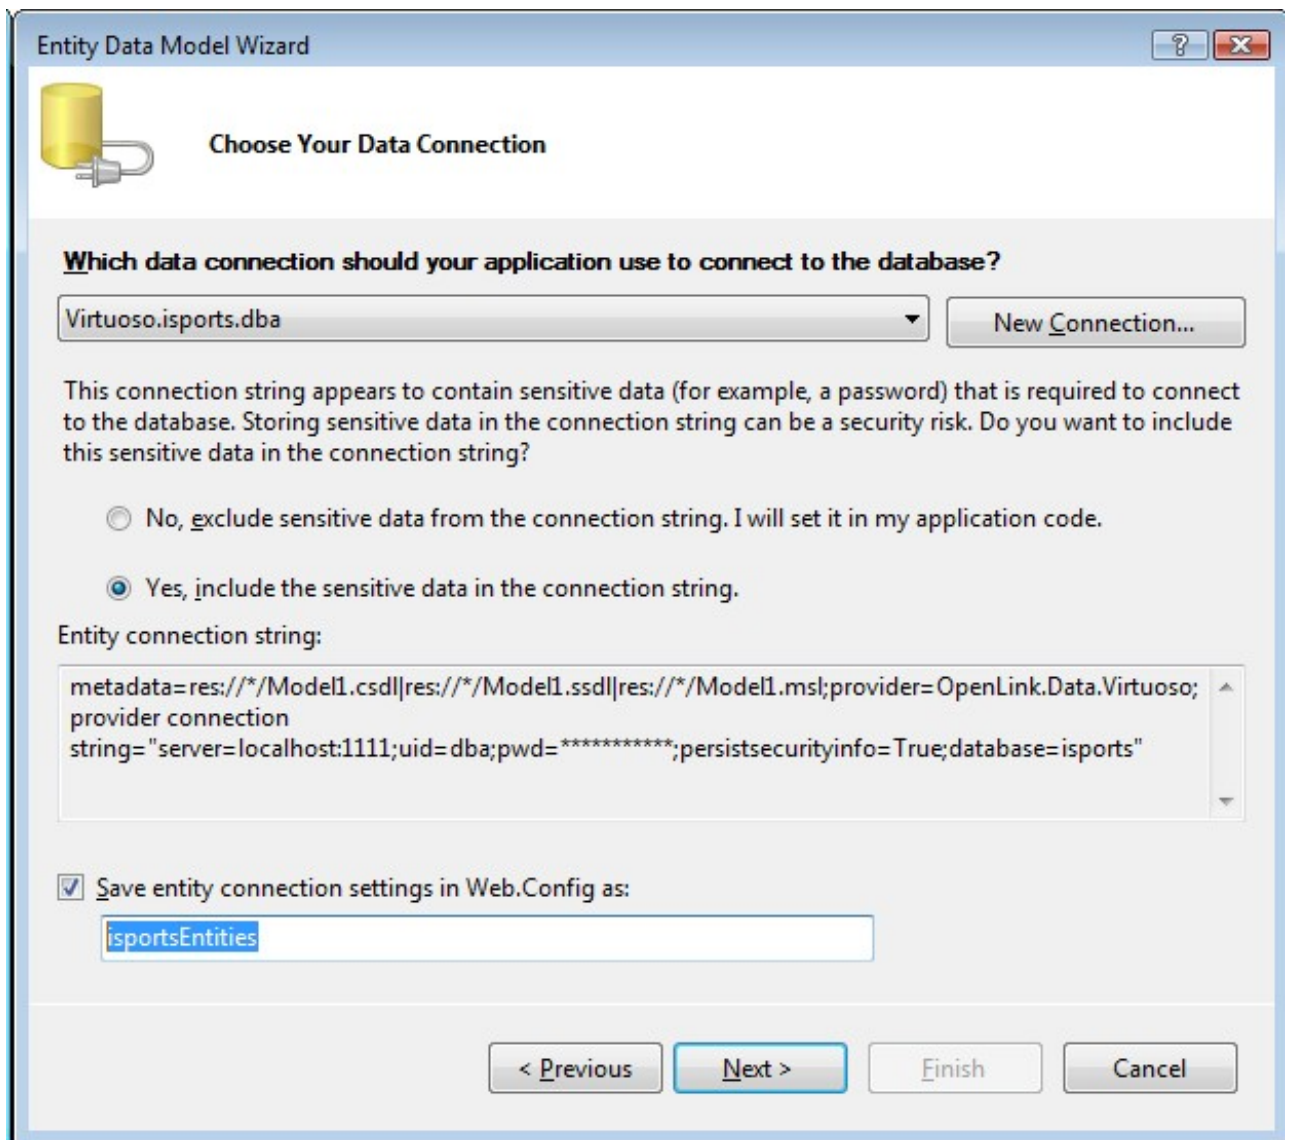 Entity Data Model Wizard
Choose Your Data Connection
Which data connection should your application use to connect to the database?
Virtuoso.isports.dba
New Connection...
This connection string appears to contain sensitive data (for example, a password) that is required to connect
to the database. Storing sensitive data in the connection string can be a security risk. Do you want to include
this sensitive data in the connection string?
No, exclude sensitive data from the connection string. I will set it in my application code.
Yes, include the sensitive data in the connection string.
Entity connection string:
metadata=res://*/Model1.csdl|res://*/Model1.ssdl|res://*/Model1.msl;provider=OpenLink.Data.Virtuoso;
provider connection
string="server=localhost:1111;uid=dba;pwd=***********;persistsecurityinfo=True;database=isports"
Save entity connection settings in Web.Config as:
isportsEntities
< Previous
Next >
Finish
Cancel